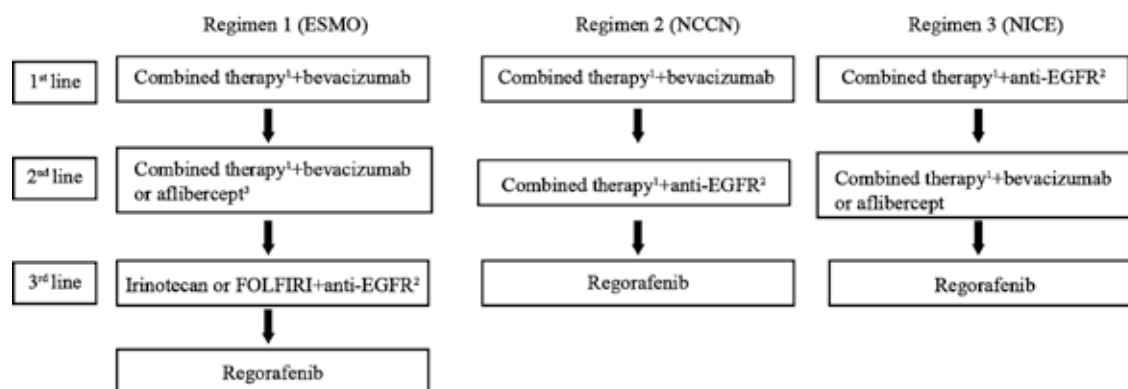 Regimen 1 (ESMO)
Regimen 2 (NCCN)
Regimen 3 (NICE)
1st line
Combined therapy¹+bevacizumab
Combined therapy¹+bevacizumab
Combined therapy¹+anti-EGFR²
2nd line
Combined therapy¹+bevacizumab
or aflibercept³
Combined therapy¹+anti-EGFR²
Combined therapy¹+bevacizumab
or aflibercept
3rd line
Irinotecan or FOLFIRI+anti-EGFR²
Regorafenib
Regorafenib
Regorafenib